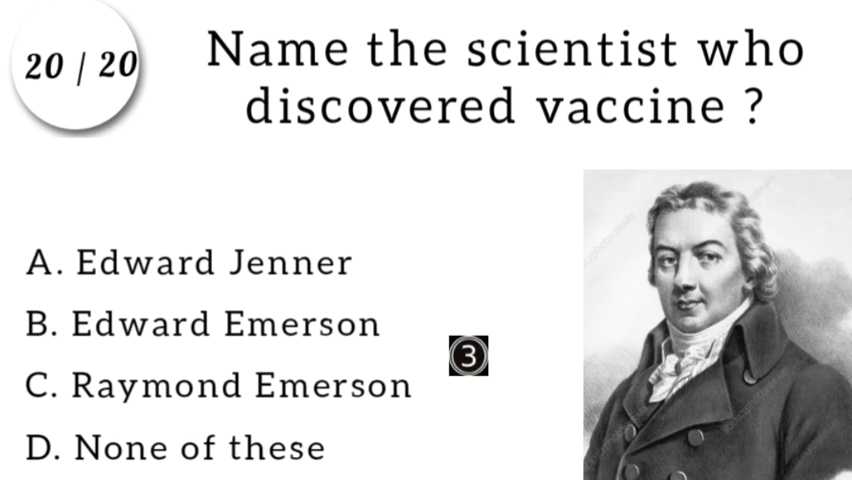 20 / 20
Name the scientist who
discovered vaccine ?
A. Edward Jenner
B. Edward Emerson
3
C. Raymond Emerson
D. None of these